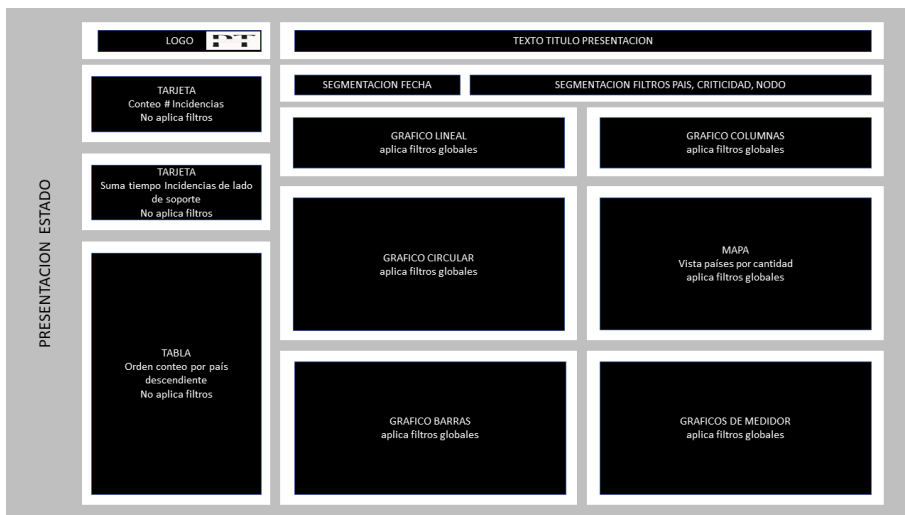 LOGO PT
TEXTO TITULO PRESENTACION
PRESENTACION ESTADO
TARJETA
Conteo # Incidencias
No aplica filtros
TARJETA
Suma tiempo Incidencias de lado
de soporte
No aplica filtros
TABLA
Orden conteo por país
descendiente
No aplica filtros
SEGMENTACION FECHA
SEGMENTACION FILTROS PAIS, CRITICIDAD, NODO
GRAFICO LINEAL
aplica filtros globales
GRAFICO COLUMNAS
aplica filtros globales
GRAFICO CIRCULAR
aplica filtros globales
MAPA
Vista países por cantidad
aplica filtros globales
GRAFICO BARRAS
aplica filtros globales
GRAFICOS DE MEDIDOR
aplica filtros globales